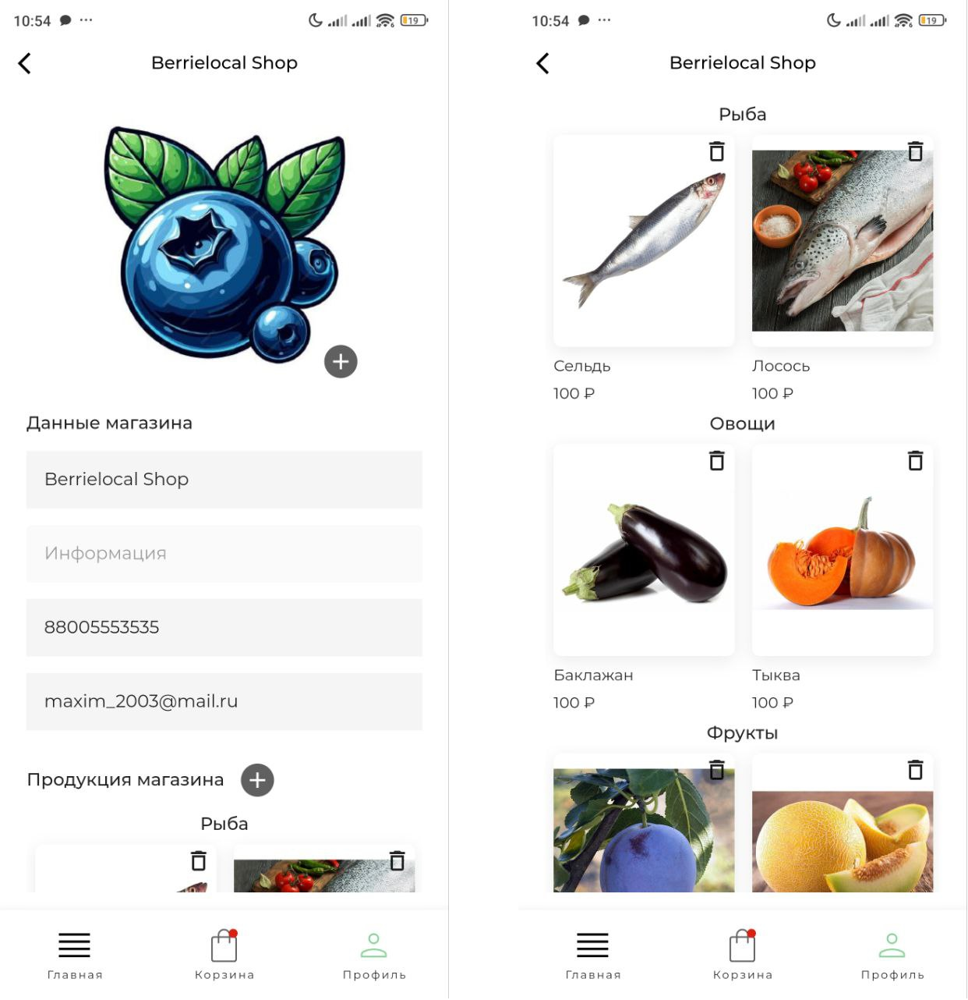 10:54
19
Berrielocal Shop
Данные магазина
Berrielocal Shop
Информация
88005553535
maxim_2003@mail.ru
Продукция магазина
Рыба
Главная
Корзина
Профиль
10:54
19
Berrielocal Shop
Рыба
Сельдь
Лосось
100 ₽
100 ₽
Овощи
Баклажан
Тыква
100 ₽
100 ₽
Фрукты
Главная
Корзина
Профиль